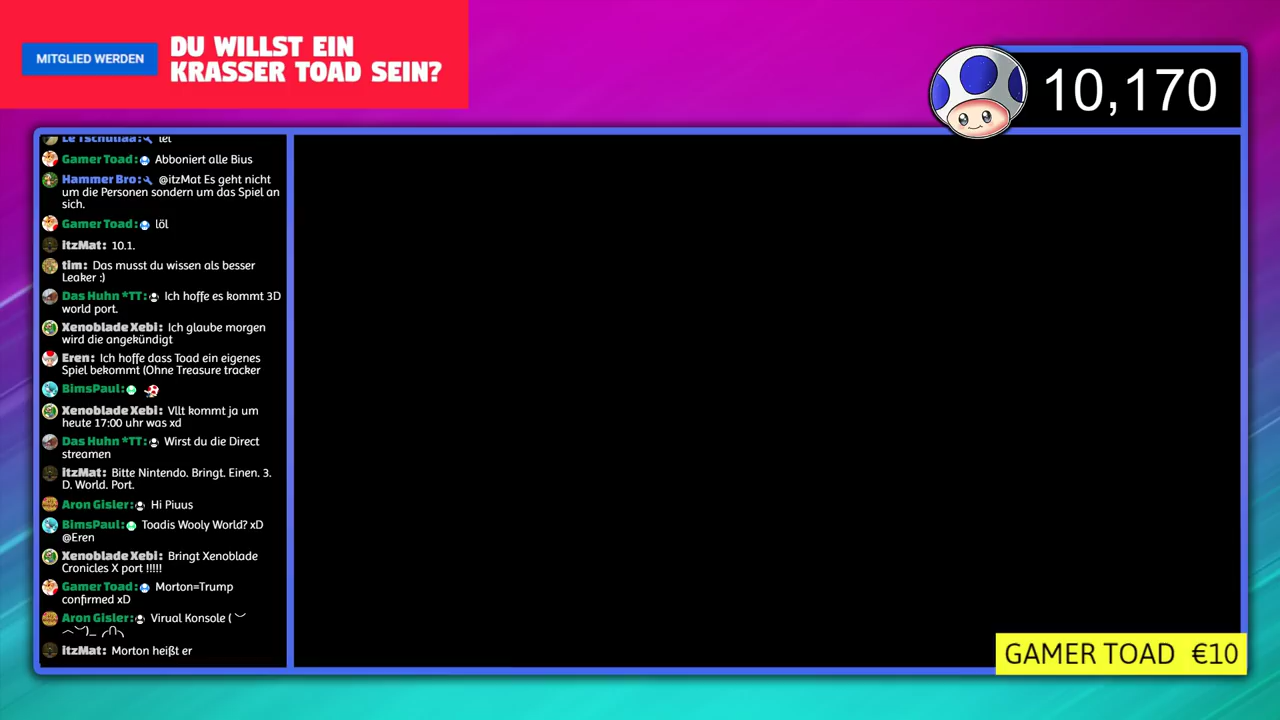 MITGLIED WERDEN
DU WILLST EIN
KRASSER TOAD SEIN?
10,170
Le Tschuliaa: lel
Gamer Toad: Abboniert alle Bius
Hammer Bro: @itzMat Es geht nicht
um die Personen sondern um das Spiel an
sich.
Gamer Toad: löl
itzMat: 10.1.
tim: Das musst du wissen als besser
Leaker :)
Das Huhn *TT: Ich hoffe es kommt 3D
world port.
Xenoblade Xebi: Ich glaube morgen
wird die angekündigt
Eren: Ich hoffe dass Toad ein eigenes
Spiel bekommt (Ohne Treasure tracker
BimsPaul:
Xenoblade Xebi: Vllt kommt ja um
heute 17:00 uhr was xd
Das Huhn *TT: Wirst du die Direct
streamen
itzMat: Bitte Nintendo. Bringt. Einen. 3.
D. World. Port.
Aron Gisler: Hi Piuus
BimsPaul: Toadis Wooly World? xD
@Eren
Xenoblade Xebi: Bringt Xenoblade
Cronicles X port !!!!!
Gamer Toad: Morton=Trump
confirmed xD
Aron Gisler: Virual Konsole ( ︶
︿︶)_╭∩╮
itzMat: Morton heißt er
GAMER TOAD €10